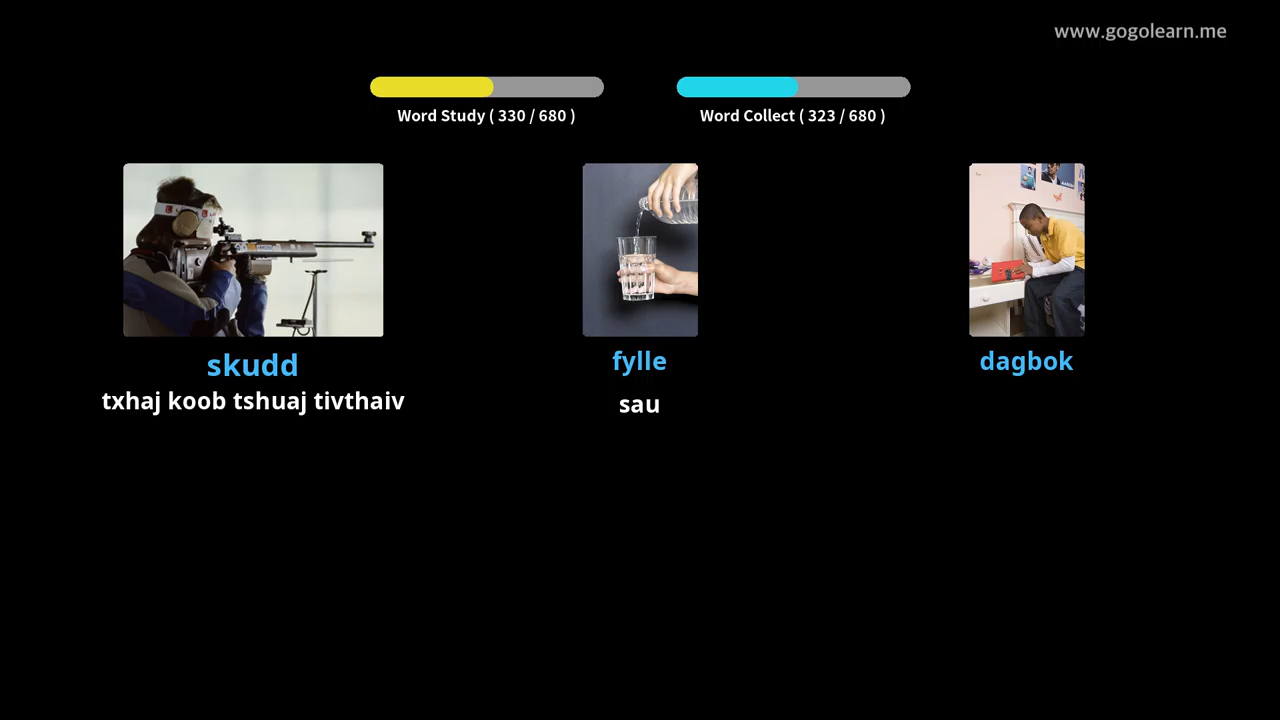 www.gogolearn.me
Word Study ( 330 / 680 )
Word Collect ( 323 / 680 )
skudd
txhaj koob tshuaj tivthaiv
fylle
sau
dagbok